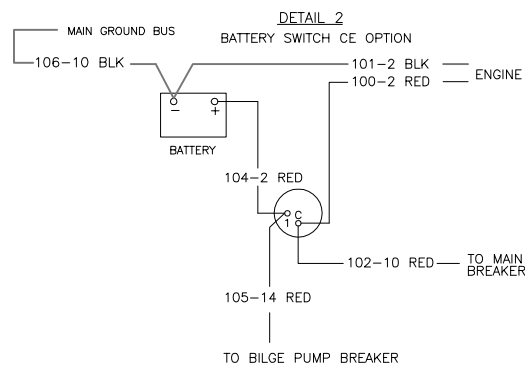 DETAIL 2
BATTERY SWITCH CE OPTION
MAIN GROUND BUS
106-10 BLK
101-2 BLK
100-2 RED
ENGINE
- +
BATTERY
104-2 RED
C
1
102-10 RED
TO MAIN
BREAKER
105-14 RED
TO BILGE PUMP BREAKER